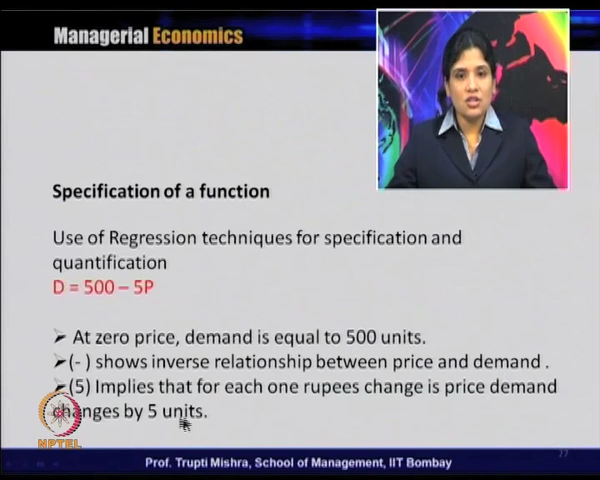 Managerial Economics
Specification of a function
Use of Regression techniques for specification and
quantification
D = 500 – 5P
➢ At zero price, demand is equal to 500 units.
➢ (- ) shows inverse relationship between price and demand .
➢ (5) Implies that for each one rupees change is price demand
changes by 5 units.
NPTEL
27
Prof. Trupti Mishra, School of Management, IIT Bombay